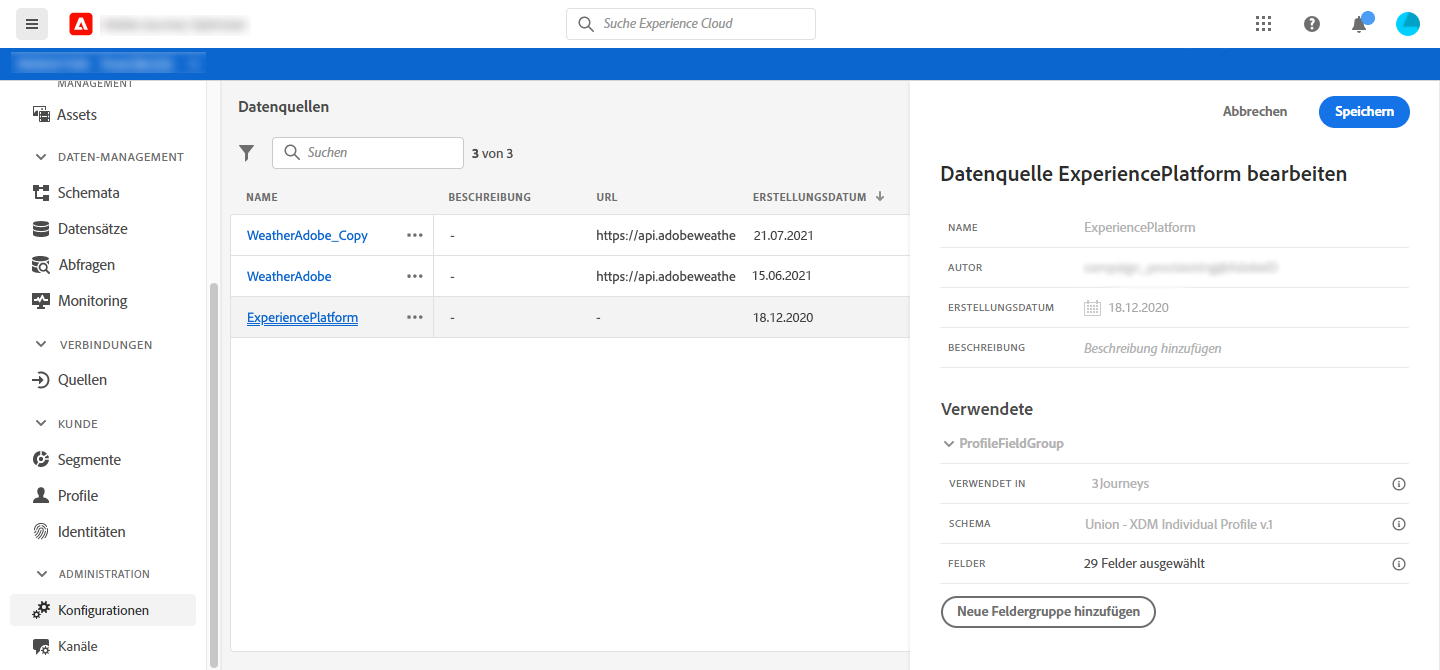 Suche Experience Cloud
MANAGEMENT
Assets
DATEN-MANAGEMENT
Schemata
Datensätze
Abfragen
Monitoring
VERBINDUNGEN
Quellen
KUNDE
Segmente
Profile
Identitäten
ADMINISTRATION
Konfigurationen
Kanäle
Datenquellen
Suchen
3 von 3
NAME BESCHREIBUNG URL ERSTELLUNGSDATUM
WeatherAdobe_Copy - https://api.adobeweathe 21.07.2021
WeatherAdobe - https://api.adobeweathe 15.06.2021
ExperiencePlatform - - 18.12.2020
Abbrechen Speichern
Datenquelle ExperiencePlatform bearbeiten
NAME ExperiencePlatform
AUTOR
ERSTELLUNGSDATUM 18.12.2020
BESCHREIBUNG Beschreibung hinzufügen
Verwendete
ProfileFieldGroup
VERWENDET IN 3Journeys
SCHEMA Union - XDM Individual Profile v.1
FELDER 29 Felder ausgewählt
Neue Feldergruppe hinzufügen